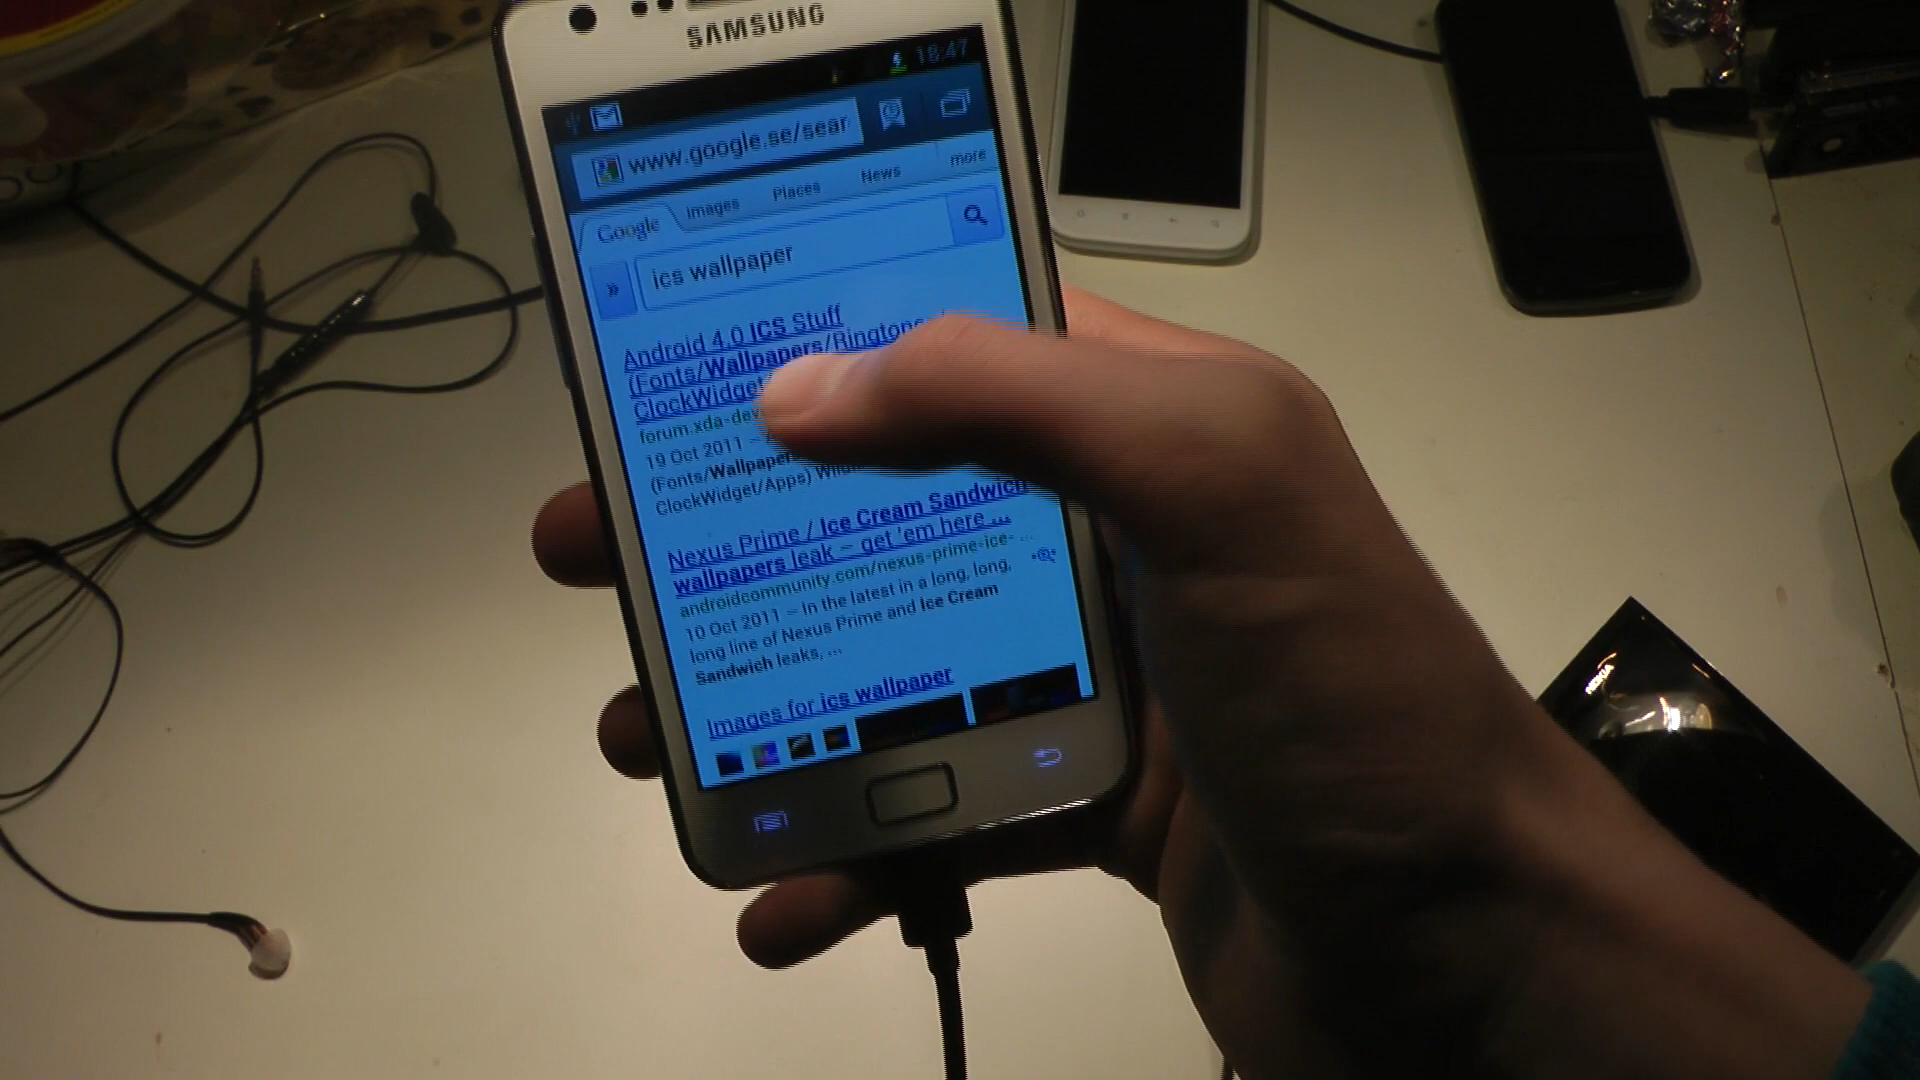 SAMSUNG
18:47
www.google.se/sear
Google Images Places News more
» ics wallpaper
Android 4.0 ICS Stuff
(Fonts/Wallpapers/Ringtones
ClockWidget
forum.xda-dev
19 Oct 2011 –
(Fonts/Wallpapers
ClockWidget/Apps)
Nexus Prime / Ice Cream Sandwich
wallpapers leak – get 'em here ...
androidcommunity.com/nexus-prime-ice- ...
10 Oct 2011 – In the latest in a long, long,
long line of Nexus Prime and Ice Cream
Sandwich leaks, ...
Images for ics wallpaper
NOKIA